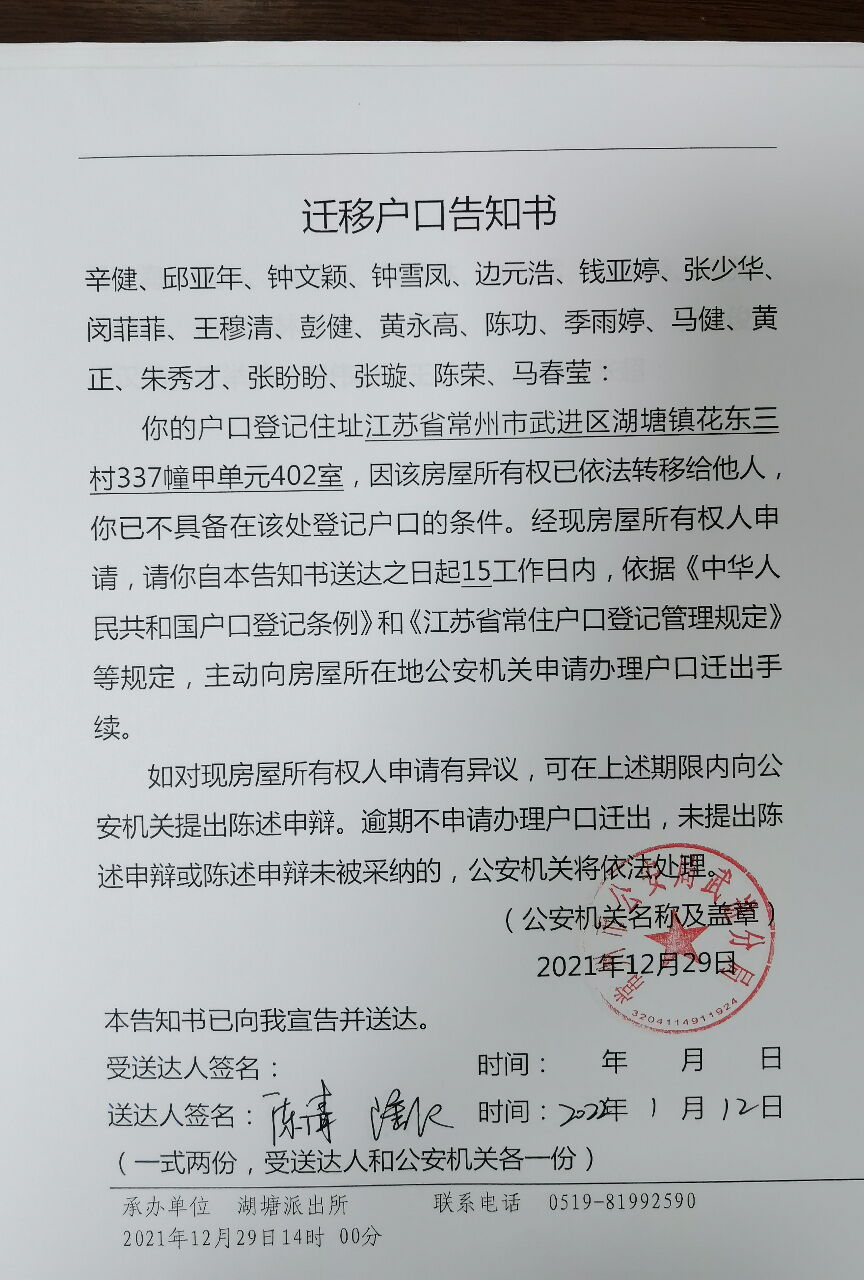 迁移户口告知书
辛健、邱亚年、钟文颖、钟雪凤、边元浩、钱亚婷、张少华、
闵菲菲、王穆清、彭健、黄永高、陈功、季雨婷、马健、黄
正、朱秀才、张盼盼、张璇、陈荣、马春莹：
你的户口登记住址江苏省常州市武进区湖塘镇花东三
村337幢甲单元402室，因该房屋所有权已依法转移给他人，
你已不具备在该处登记户口的条件。经现房屋所有权人申
请，请你自本告知书送达之日起15工作日内，依据《中华人
民共和国户口登记条例》和《江苏省常住户口登记管理规定》
等规定，主动向房屋所在地公安机关申请办理户口迁出手
续。
如对现房屋所有权人申请有异议，可在上述期限内向公
安机关提出陈述申辩。逾期不申请办理户口迁出，未提出陈
述申辩或陈述申辩未被采纳的，公安机关将依法处理。
（公安机关名称及盖章）
2021年12月29日
常州市公安局武进分局
3204114911924
本告知书已向我宣告并送达。
受送达人签名： 时间： 年 月 日
送达人签名：陈清 时间：2022年1月12日
（一式两份，受送达人和公安机关各一份）
承办单位 湖塘派出所 联系电话 0519-81992590
2021年12月29日14时 00分